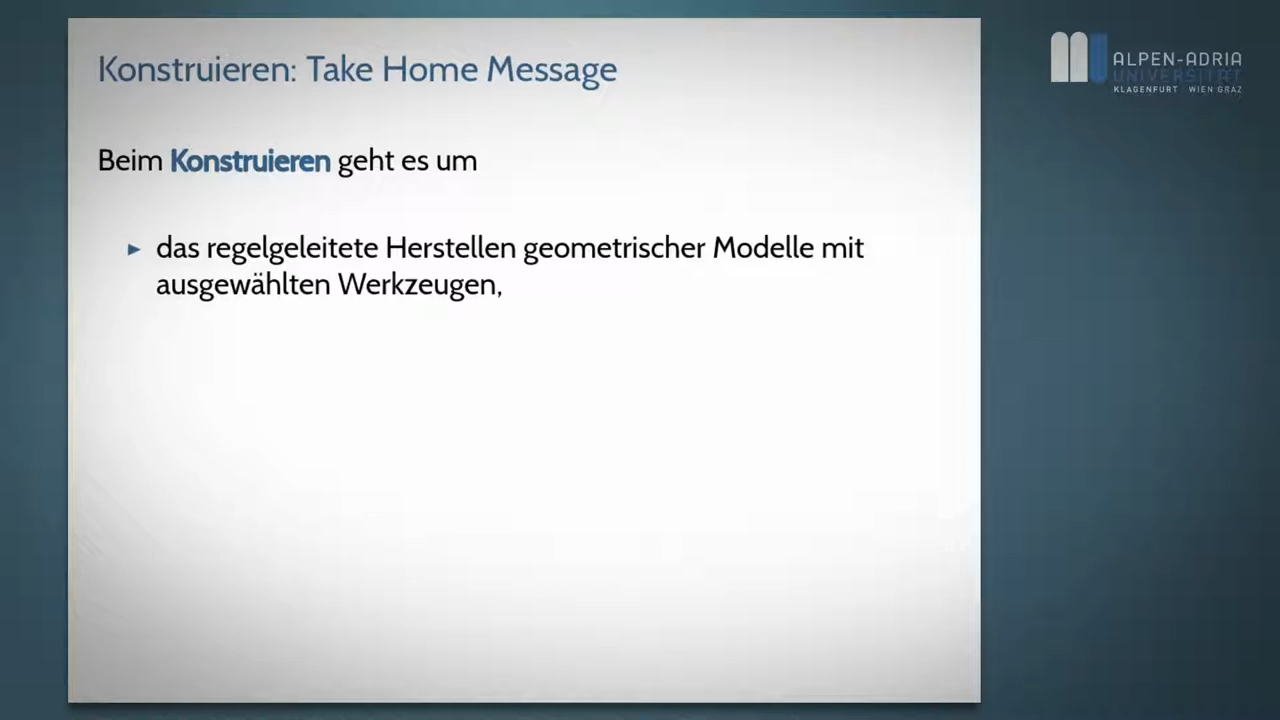 Konstruieren: Take Home Message
ALPEN-ADRIA
UNIVERSITÄT
KLAGENFURT WIEN GRAZ
Beim Konstruieren geht es um
► das regelgeleitete Herstellen geometrischer Modelle mit
ausgewählten Werkzeugen,